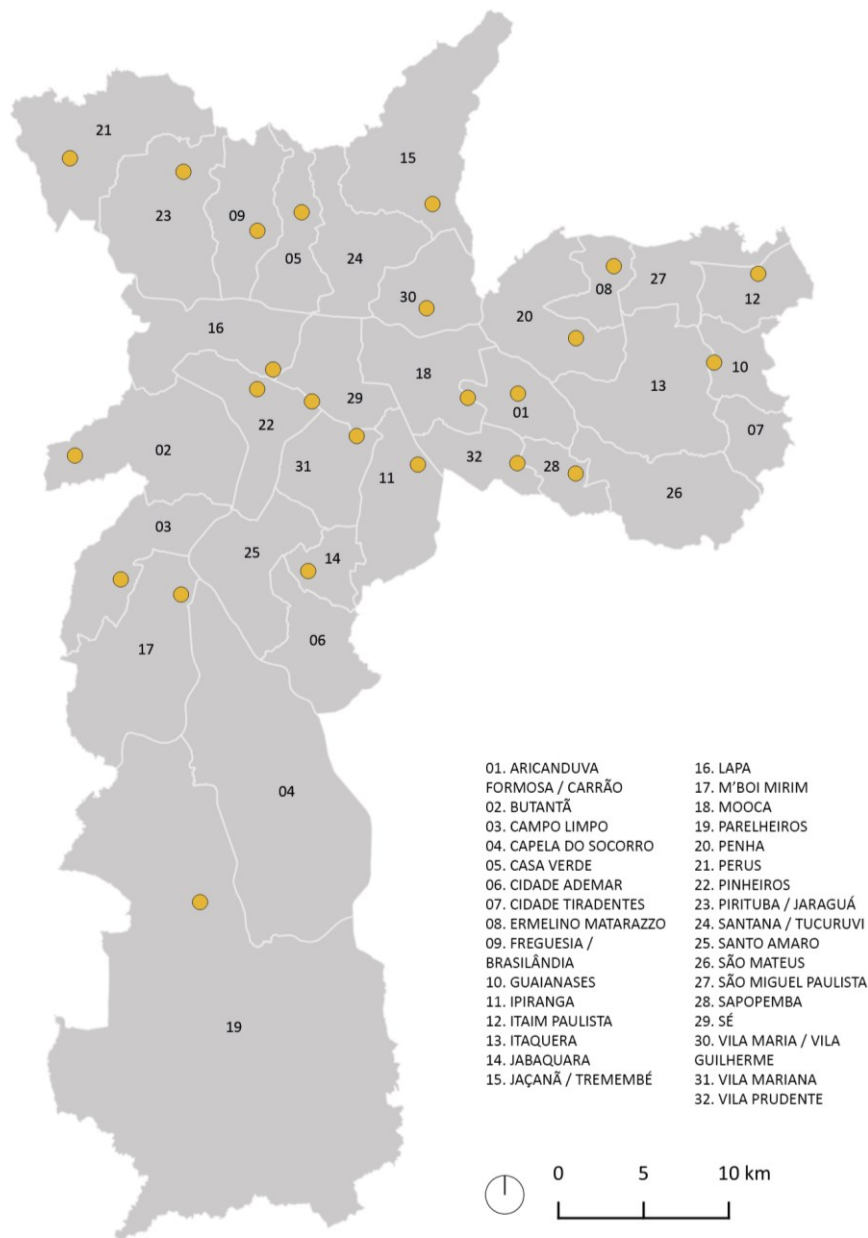 21
15
23
09
05
24
08
27
12
30
20
16
10
18
13
29
01
22
07
02
32
28
31
11
26
03
25
14
06
17
04
19
01. ARICANDUVA
FORMOSA / CARRÃO
02. BUTANTÃ
03. CAMPO LIMPO
04. CAPELA DO SOCORRO
05. CASA VERDE
06. CIDADE ADEMAR
07. CIDADE TIRADENTES
08. ERMELINO MATARAZZO
09. FREGUESIA /
BRASILÂNDIA
10. GUAIANASES
11. IPIRANGA
12. ITAIM PAULISTA
13. ITAQUERA
14. JABAQUARA
15. JAÇANÃ / TREMEMBÉ
16. LAPA
17. M'BOI MIRIM
18. MOOCA
19. PARELHEIROS
20. PENHA
21. PERUS
22. PINHEIROS
23. PIRITUBA / JARAGUÁ
24. SANTANA / TUCURUVI
25. SANTO AMARO
26. SÃO MATEUS
27. SÃO MIGUEL PAULISTA
28. SAPOPEMBA
29. SÉ
30. VILA MARIA / VILA
GUILHERME
31. VILA MARIANA
32. VILA PRUDENTE
0 5 10 km